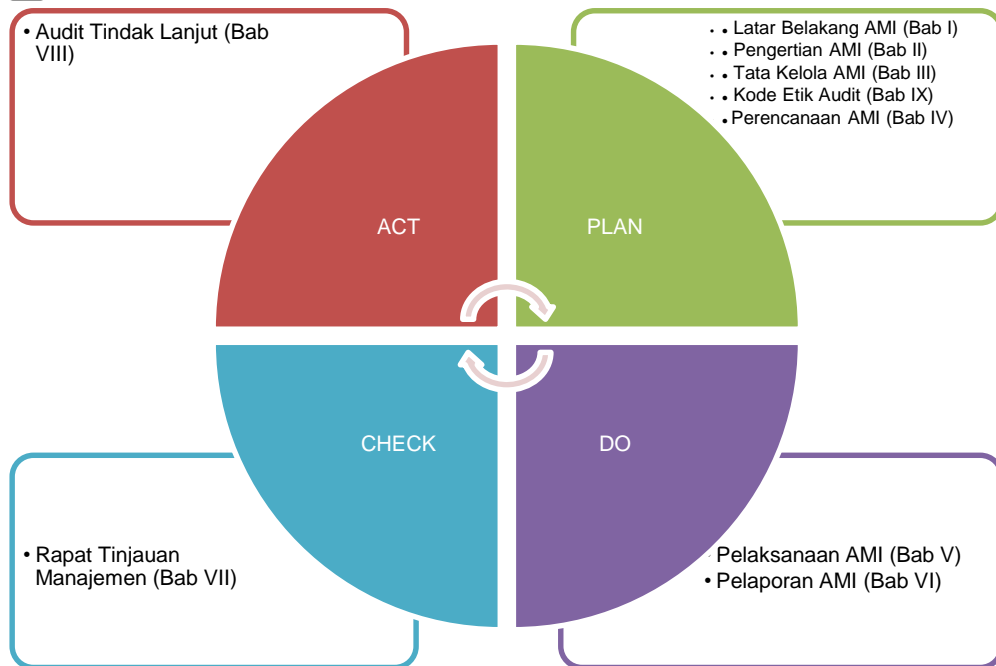 • Audit Tindak Lanjut (Bab
VIII)
• Latar Belakang AMI (Bab I)
• Pengertian AMI (Bab II)
• Tata Kelola AMI (Bab III)
• Kode Etik Audit (Bab IX)
• Perencanaan AMI (Bab IV)
ACT
PLAN
CHECK
DO
• Rapat Tinjauan
Manajemen (Bab VII)
• Pelaksanaan AMI (Bab V)
• Pelaporan AMI (Bab VI)